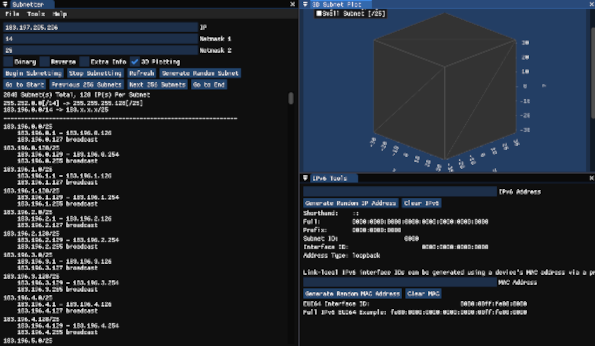 Subnetter
File Tools Help
183.197.235.236 IP
14 Netmask 1
25 Netmask 2
Binary Reverse Extra Info 3D Plotting
Begin Subnetting Stop Subnetting Refresh Generate Random Subnet
Go to Start Previous 256 Subnets Next 256 Subnets Go to End
2048 Subnet(s) Total, 128 IP(s) Per Subnet
255.252.0.0[/14] -> 255.255.255.128[/25]
183.196.0.0/14 -> 183.x.x.x/25
183.196.0.0/25
183.196.0.1 - 183.196.0.126
183.196.0.127 broadcast
183.196.0.128/25
183.196.0.129 - 183.196.0.254
183.196.0.255 broadcast
183.196.1.0/25
183.196.1.1 - 183.196.1.126
183.196.1.127 broadcast
183.196.1.128/25
183.196.1.129 - 183.196.1.254
183.196.1.255 broadcast
183.196.2.0/25
183.196.2.1 - 183.196.2.126
183.196.2.127 broadcast
183.196.2.128/25
183.196.2.129 - 183.196.2.254
183.196.2.255 broadcast
183.196.3.0/25
183.196.3.1 - 183.196.3.126
183.196.3.127 broadcast
183.196.3.128/25
183.196.3.129 - 183.196.3.254
183.196.3.255 broadcast
183.196.4.0/25
183.196.4.1 - 183.196.4.126
183.196.4.127 broadcast
183.196.4.128/25
183.196.4.129 - 183.196.4.254
183.196.4.255 broadcast
183.196.5.0/25
3D Subnet Plot
Small Subnet [/25]
30
20
10
0
-10
-20
-30
IPv6 Tools
IPv6 Address
Generate Random IP Address Clear IPv6
Shorthand: ::
Full: 0000:0000:0000:0000:0000:0000:0000:0000
Prefix: 0000:0000:0000
Subnet ID: 0000
Interface ID: 0000:0000:0000:0000
Address Type: loopback
Link-local IPv6 interface IDs can be generated using a device's MAC address via a pr
MAC Address
Generate Random MAC Address Clear MAC
EUI64 Interface ID: 0000:00ff:fe00:0000
Full IPv6 EUI64 Example: fe80:0000:0000:0000:0000:00ff:fe00:0000